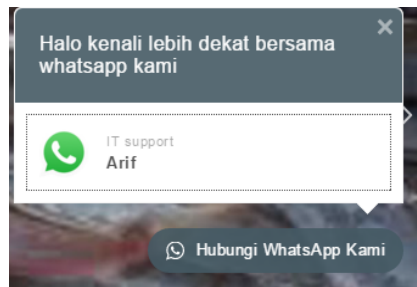 Halo kenali lebih dekat bersama
whatsapp kami
IT support
Arif
Hubungi WhatsApp Kami